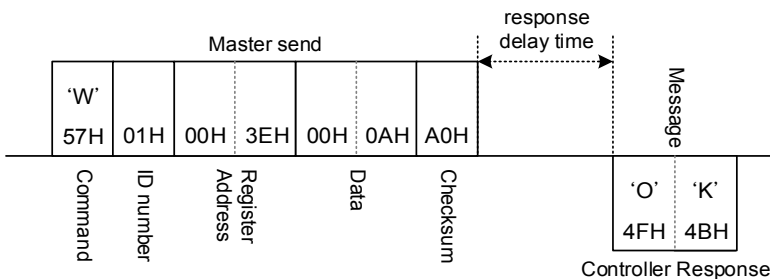 response
delay time
Master send
Message
'W'
57H 01H 00H 3EH 00H 0AH A0H
Command
ID number
Register
Address
Data
Checksum
'O' 'K'
4FH 4BH
Controller Response